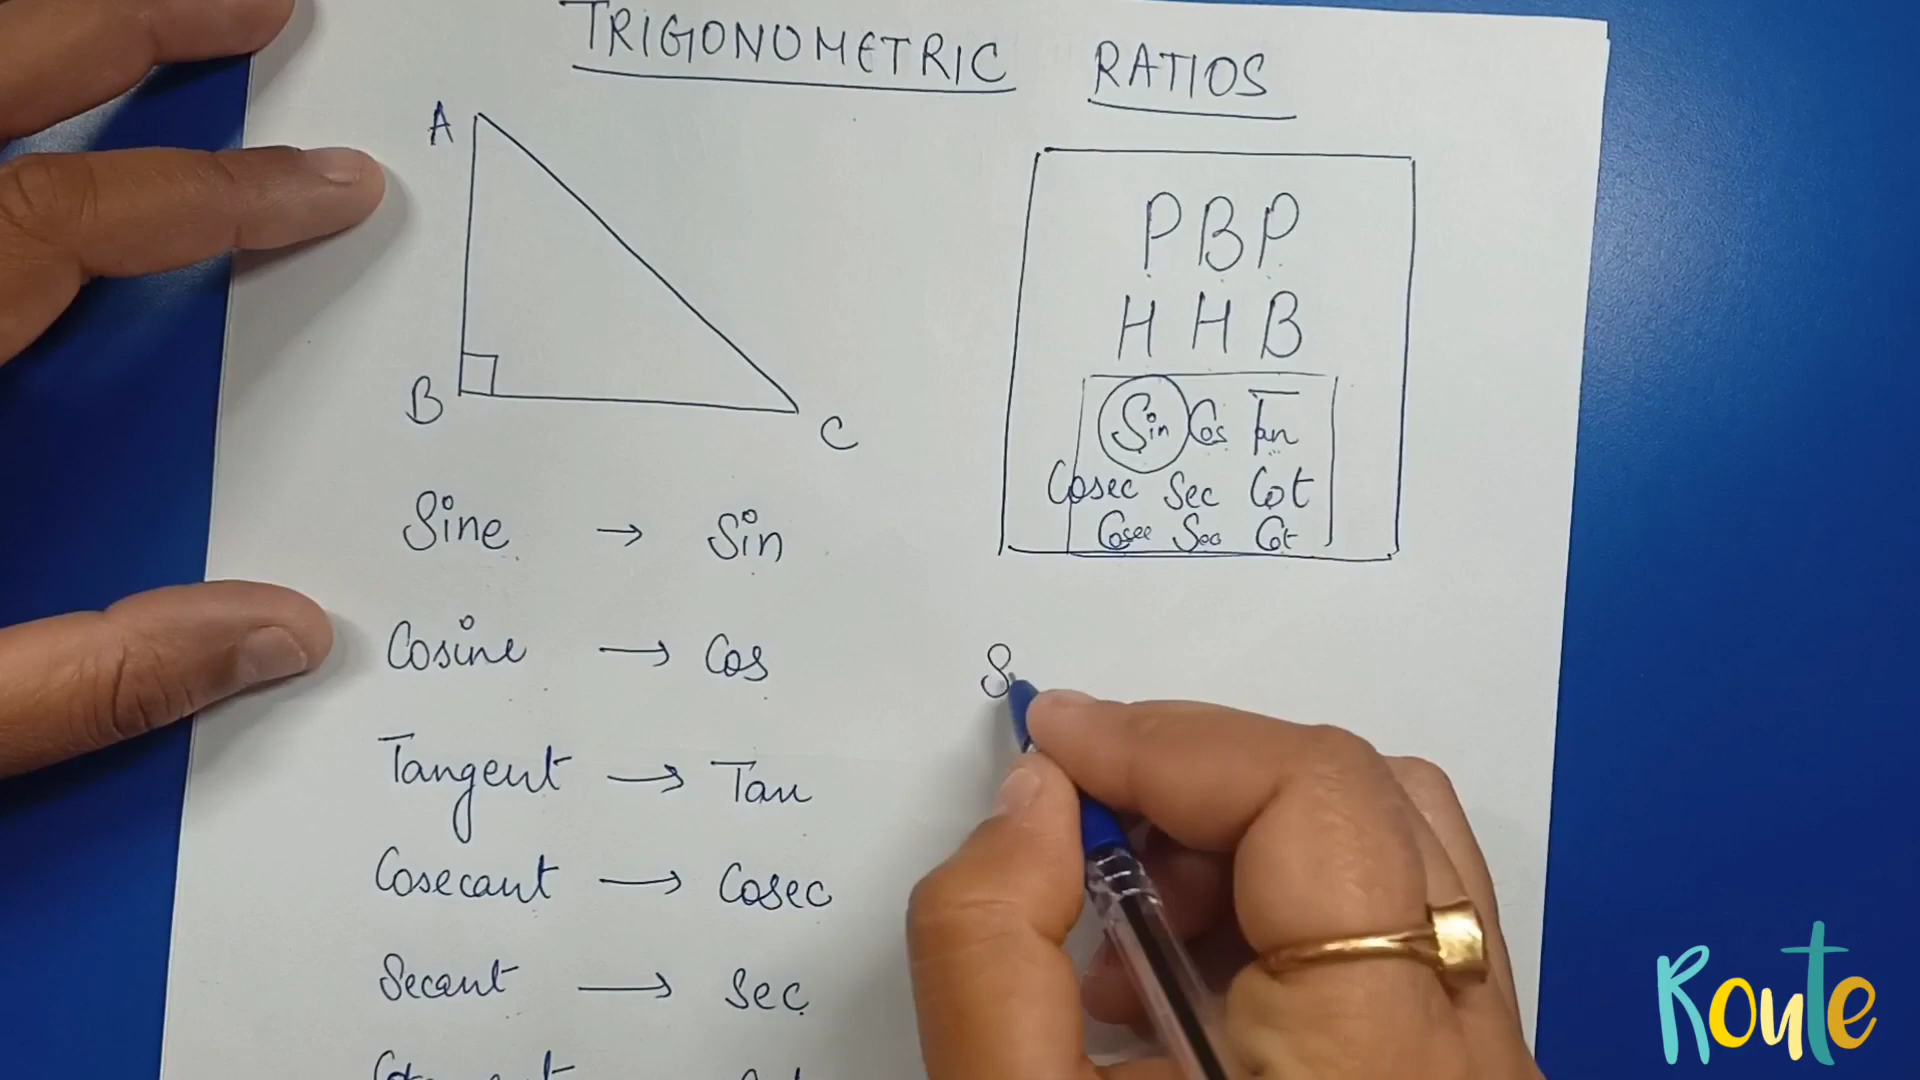 TRIGONOMETRIC RATIOS
A
B
C
P B P
H H B
Sin Cos Tan
Cosec Sec Cot
Cosec Sec Cot
Sine → Sin
Cosine → Cos
Tangent → Tan
Cosecant → Cosec
Secant → Sec
S
Route